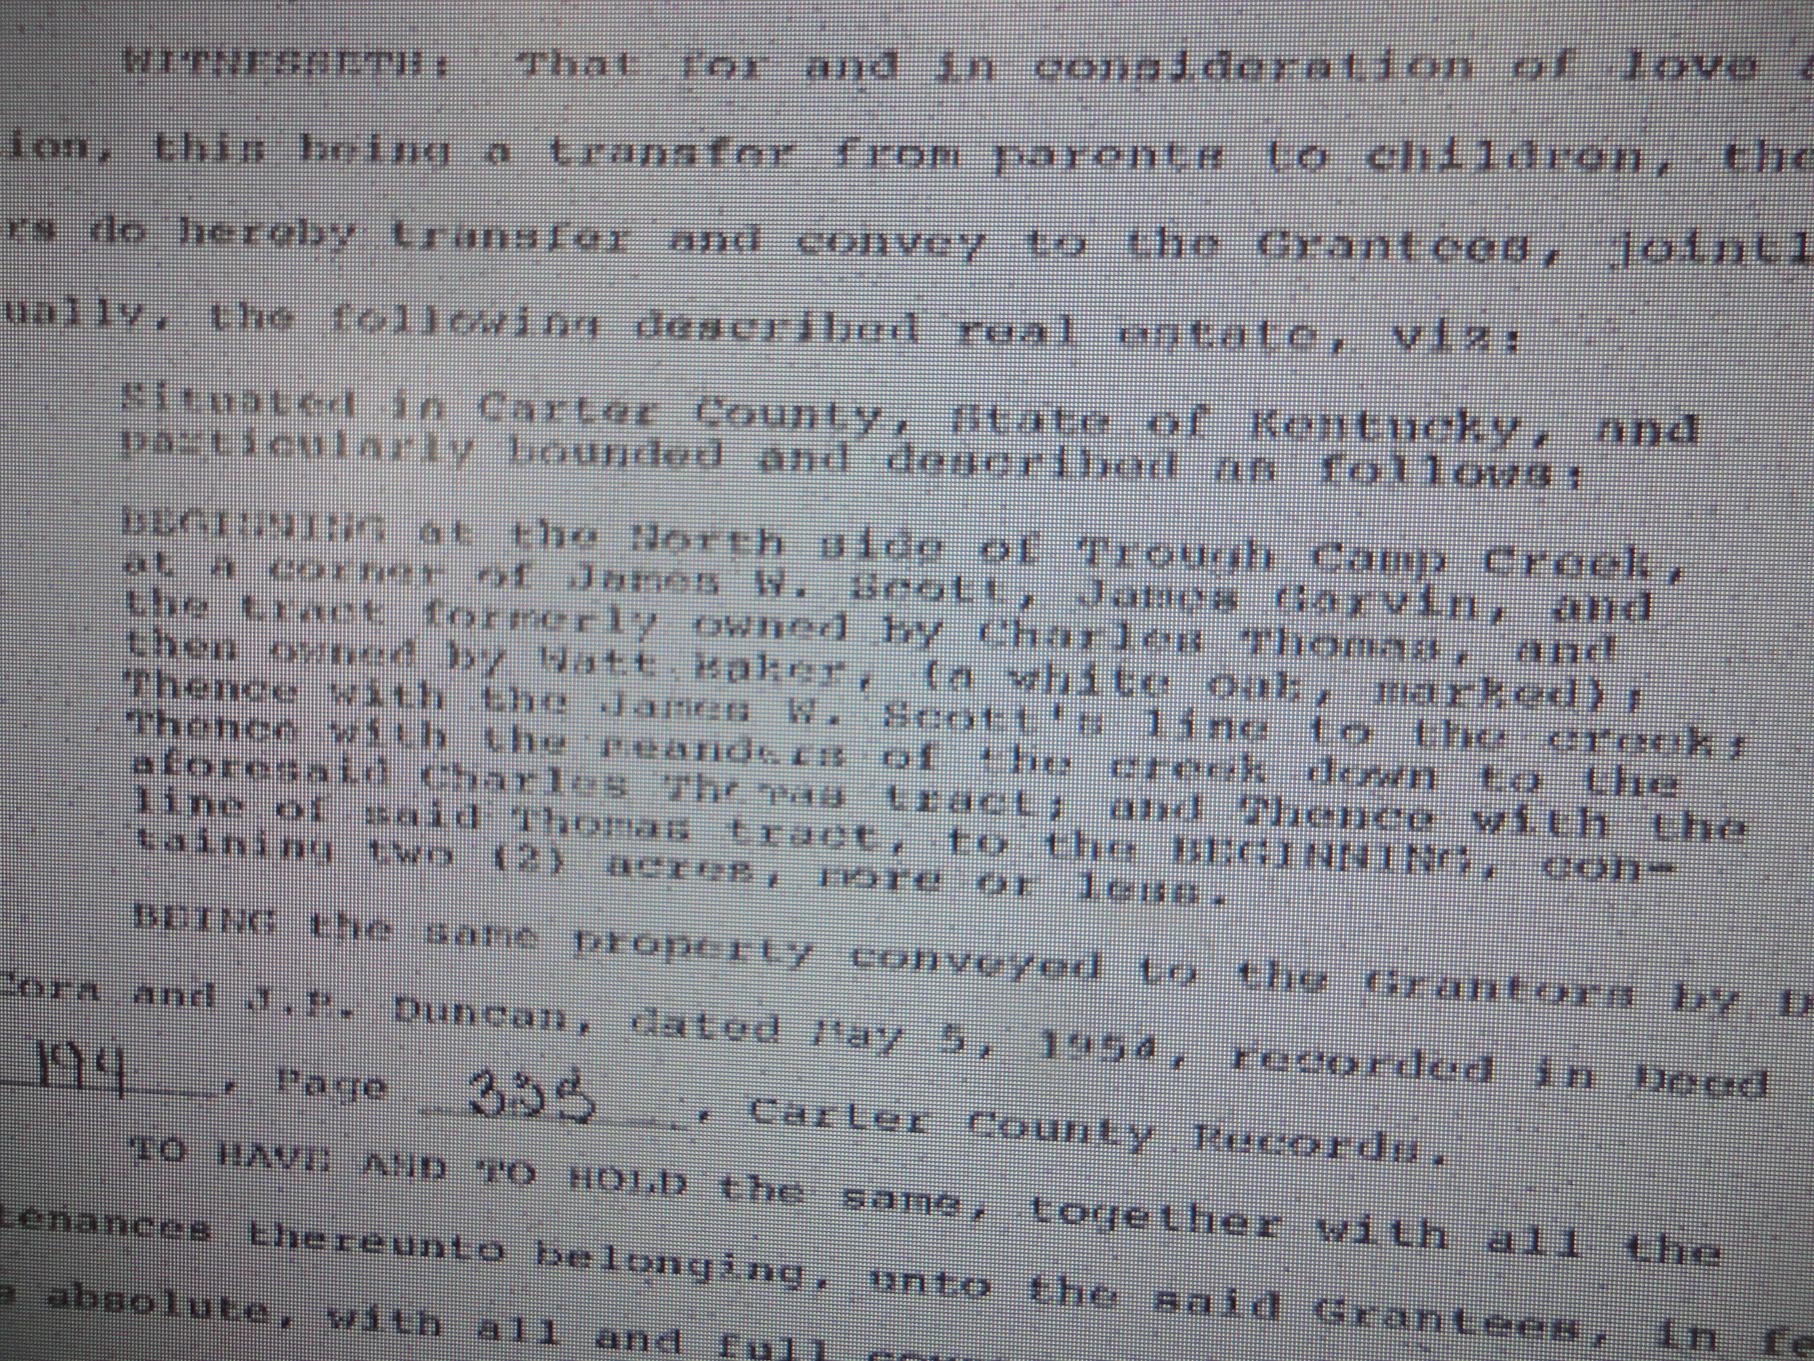 WITNESSETH: That for and in consideration of love
ion, this being a transfer from parents to children, the
rs do hereby transfer and convey to the Grantees, jointl
ually, the following described real estate, viz:
Situated in Carter County, State of Kentucky, and
particularly bounded and described as follows:
BEGINNING at the North side of Trough Camp Creek,
at a corner of James W. Scott, James Garvin, and
the tract formerly owned by Charles Thomas, and
then owned by Watt Baker, (a white oak, marked);
Thence with the James W. Scott's line to the creek;
Thence with the meanders of the creek down to the
aforesaid Charles Thomas tract; and Thence with the
line of said Thomas tract, to the BEGINNING, con-
taining two (2) acres, more or less.
BEING the same property conveyed to the Grantors by
Cora and J.P. Duncan, dated May 5, 1954, recorded in Deed
194, Page, Carter County Records.
TO HAVE AND TO HOLD the same, together with all the
tenances thereunto belonging, unto the said Grantees, in fe
absolute, with all and full